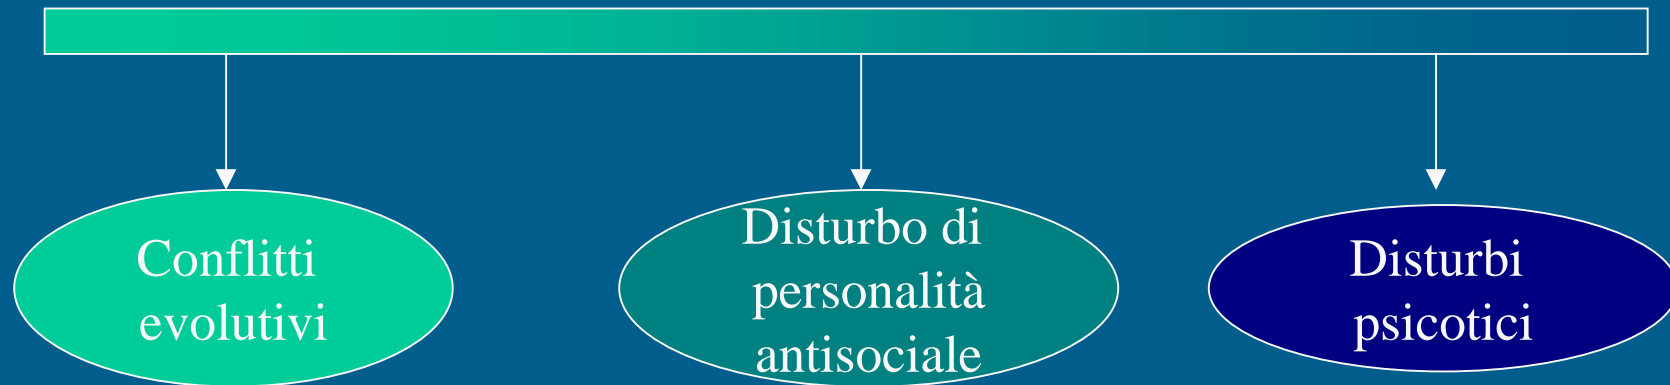 Conflitti
evolutivi
Disturbo di
personalità
antisociale
Disturbi
psicotici